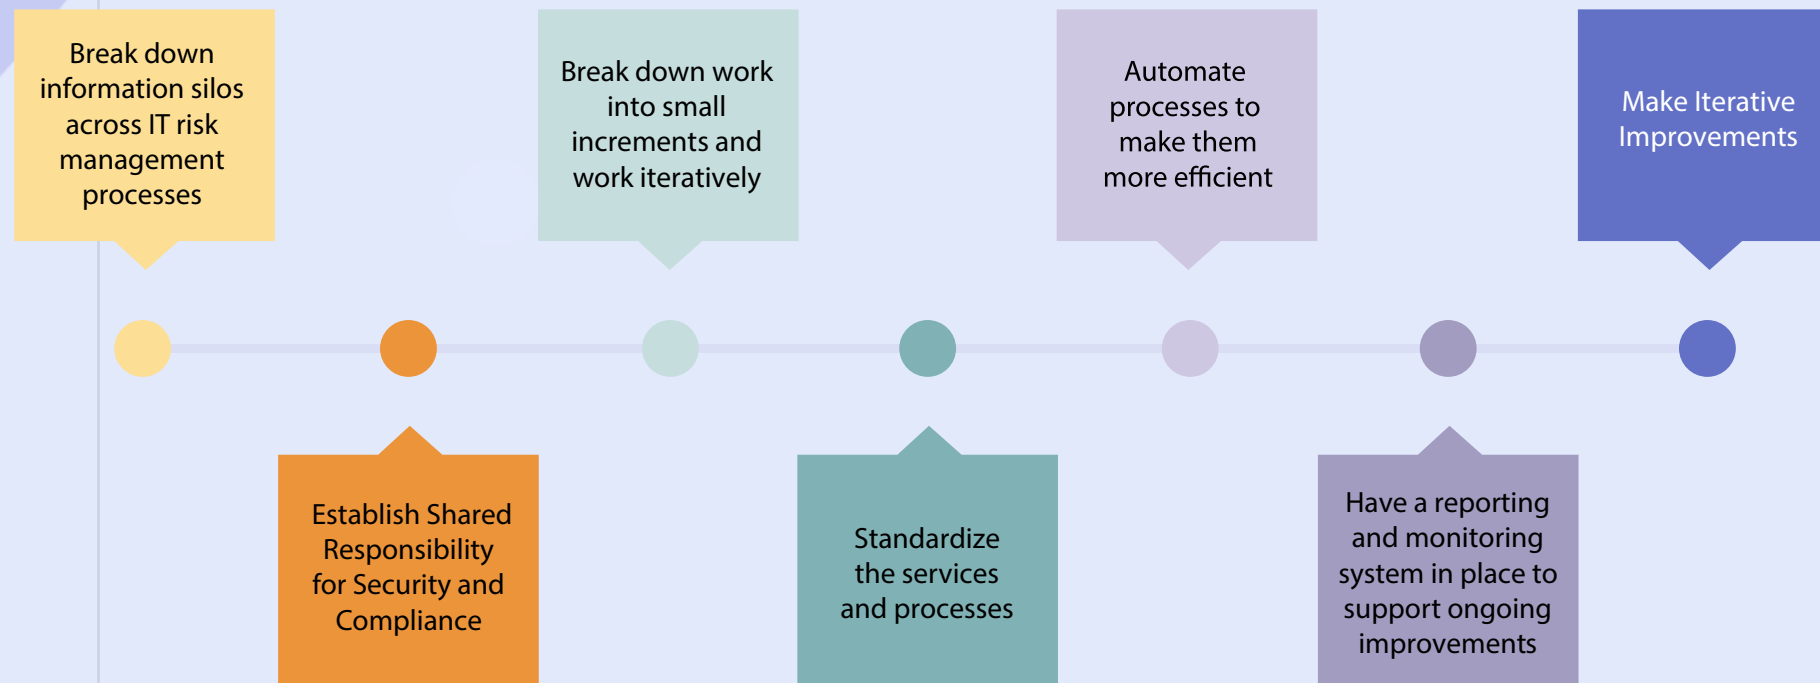 Break down
information silos
across IT risk
management
processes
Establish Shared
Responsibility
for Security and
Compliance
Break down work
into small
increments and
work iteratively
Standardize
the services
and processes
Automate
processes to
make them
more efficient
Have a reporting
and monitoring
system in place to
support ongoing
improvements
Make Iterative
Improvements